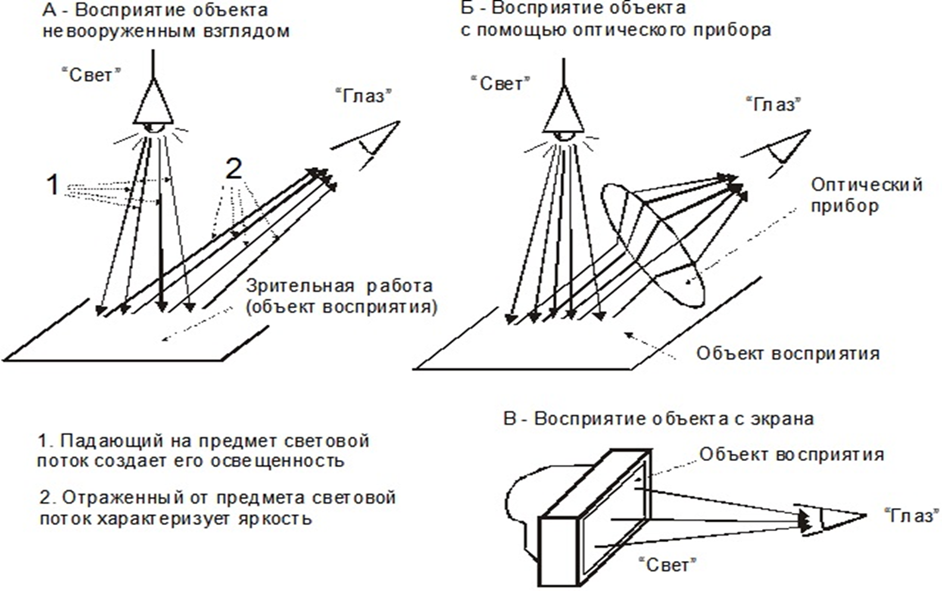 А - Восприятие объекта
невооруженным взглядом
“Свет”
“Глаз”
1
2
Зрительная работа
(объект восприятия)
Б - Восприятие объекта
с помощью оптического прибора
“Свет”
“Глаз”
Оптический
прибор
Объект восприятия
1. Падающий на предмет световой
поток создает его освещенность
2. Отраженный от предмета световой
поток характеризует яркость
В - Восприятие объекта с экрана
Объект восприятия
“Глаз”
“Свет”